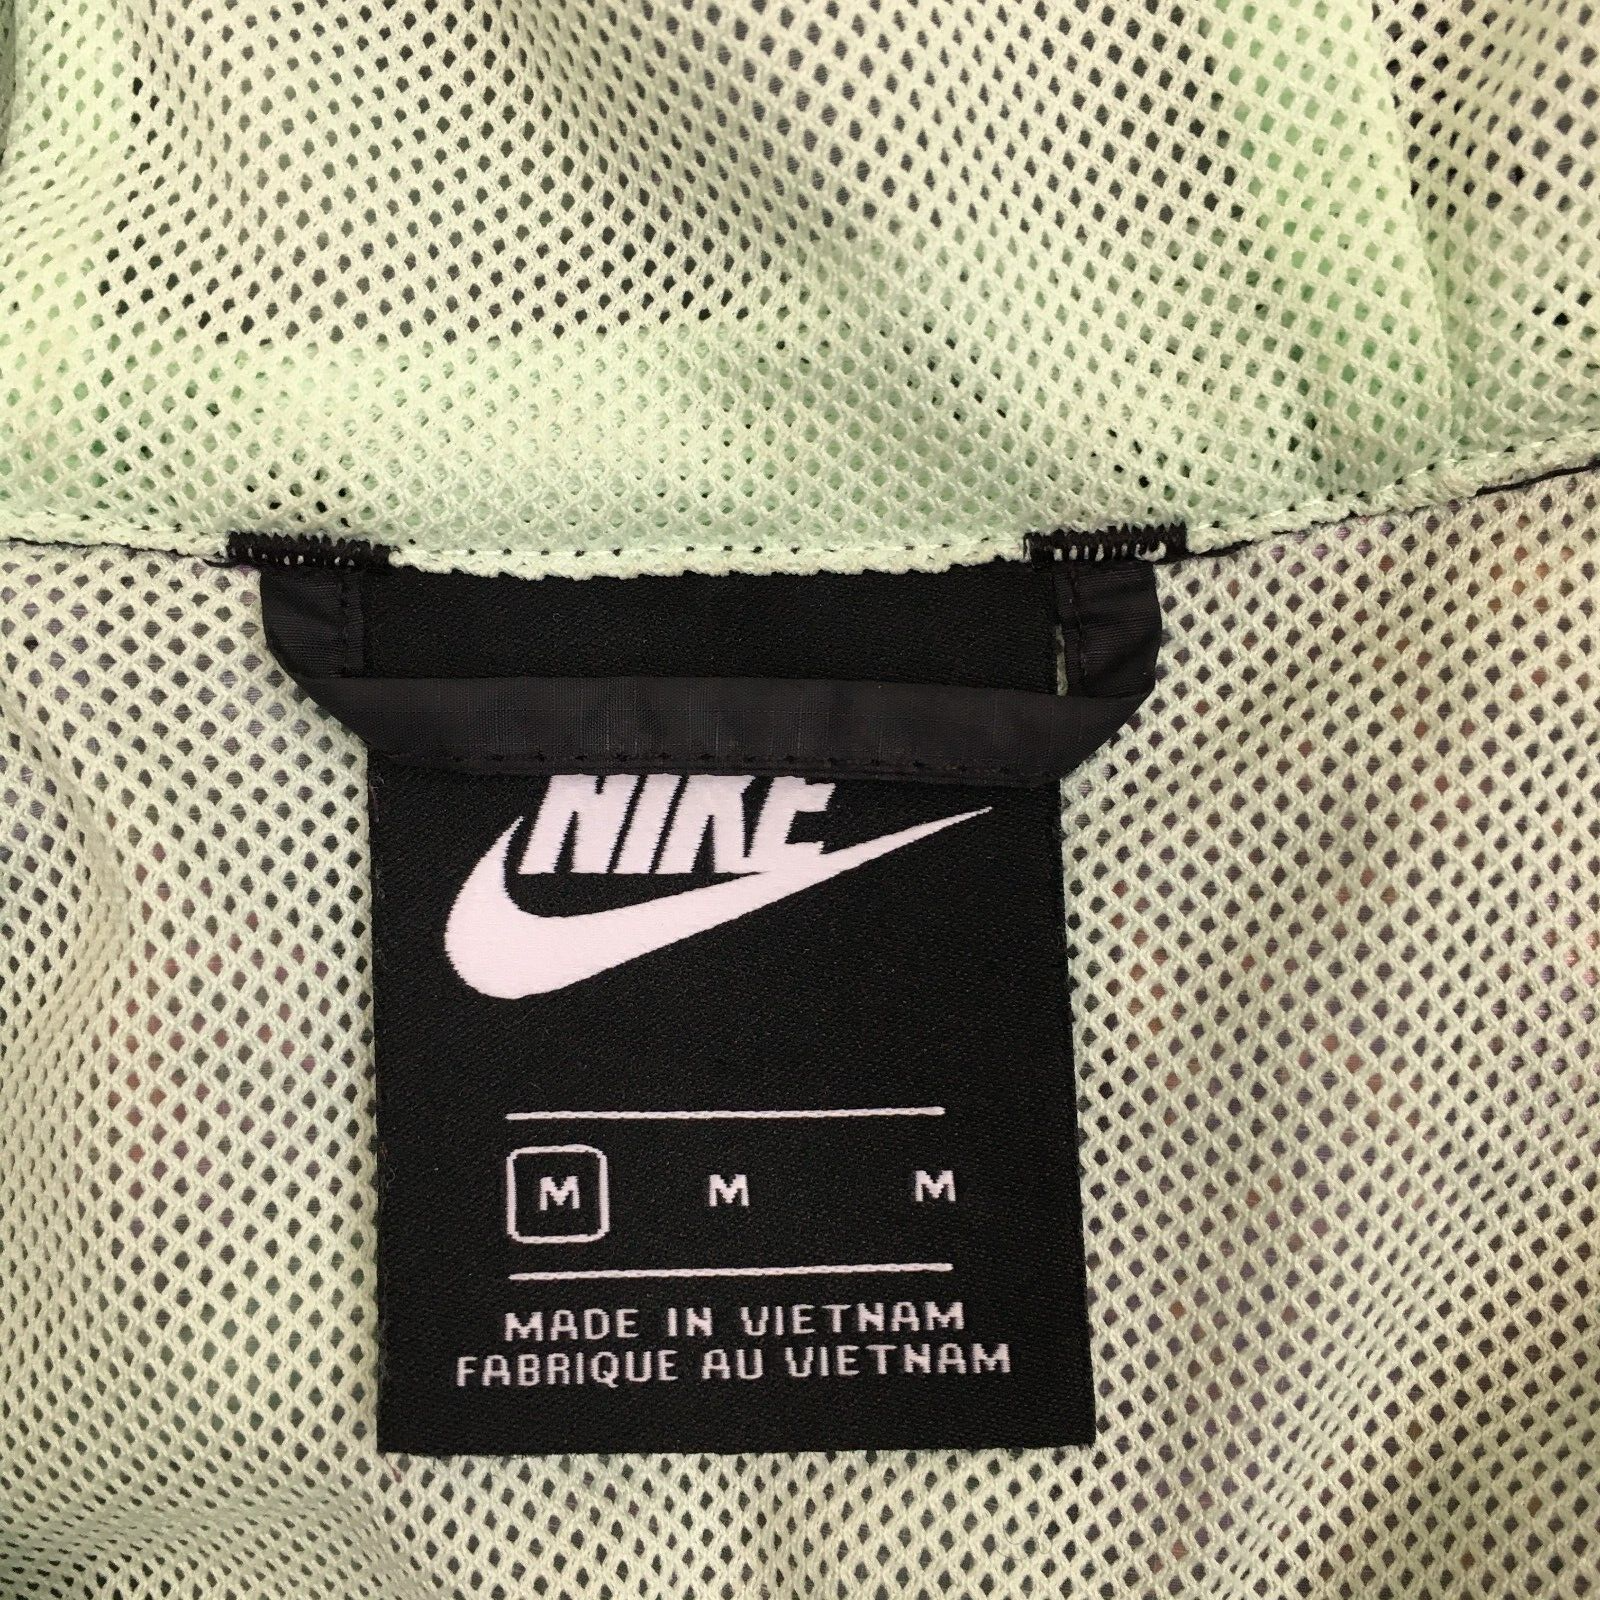 NIKE
M M M
MADE IN VIETNAM
FABRIQUE AU VIETNAM